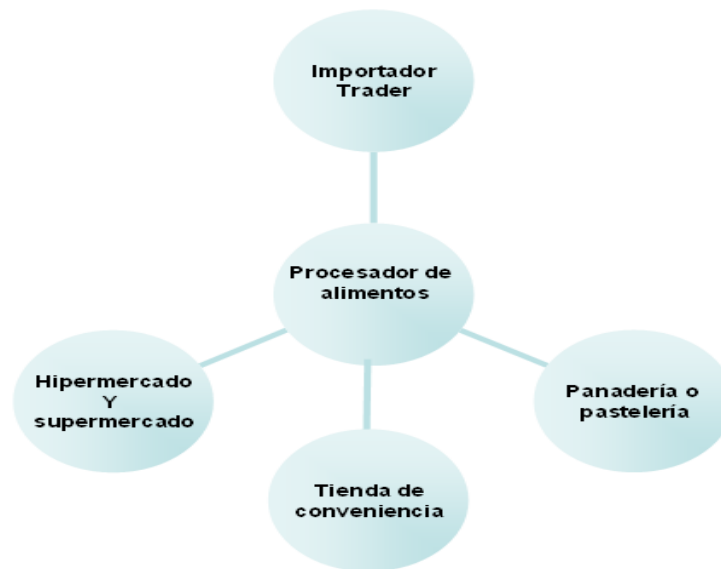 Importador
Trader
Procesador de
alimentos
Hipermercado
Y
supermercado
Panadería o
pastelería
Tienda de
conveniencia